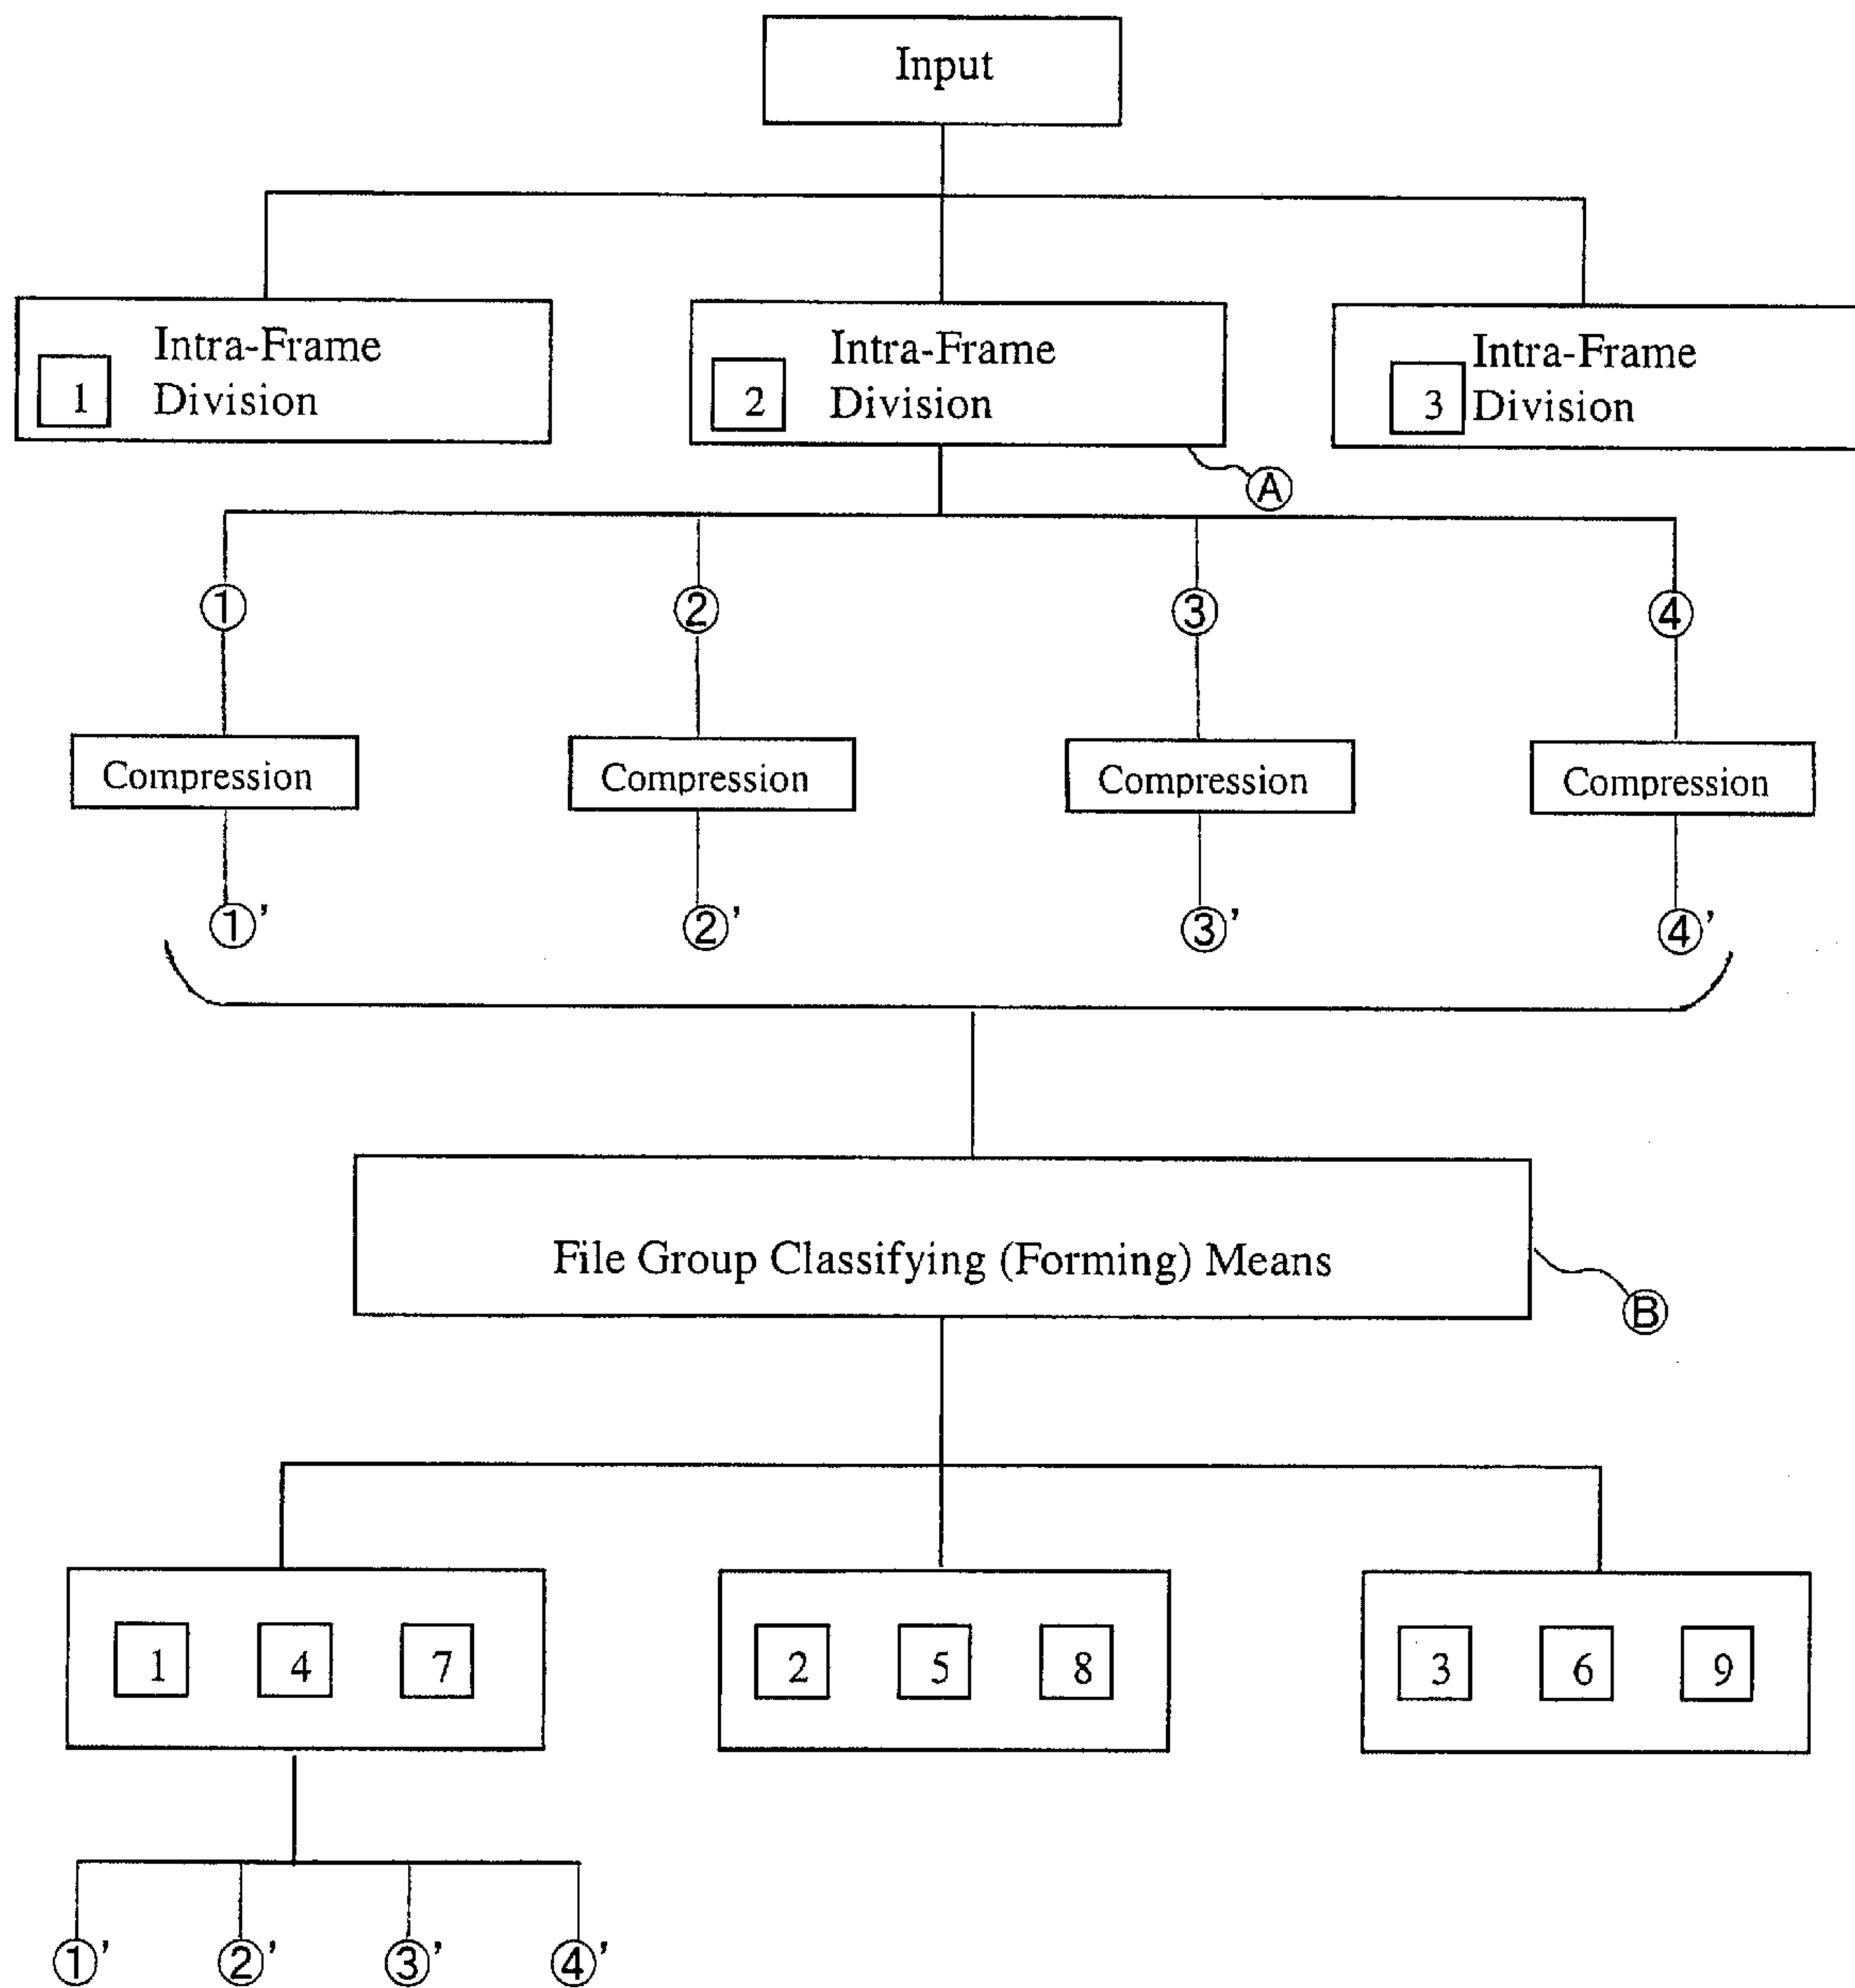 Input
1 Intra-Frame Division
2 Intra-Frame Division
3 Intra-Frame Division
Ⓐ
① ② ③ ④
Compression Compression Compression Compression
①’ ②’ ③’ ④’
File Group Classifying (Forming) Means
Ⓑ
1 4 7 2 5 8 3 6 9
①’ ②’ ③’ ④’